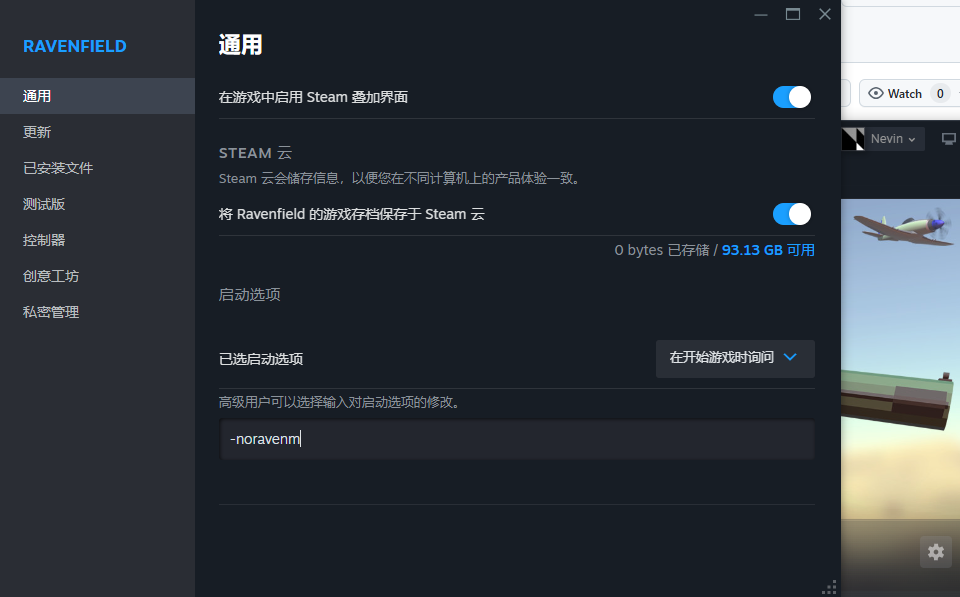 RAVENFIELD
通用
更新
已安装文件
测试版
控制器
创意工坊
私密管理
通用
在游戏中启用 Steam 叠加界面
STEAM 云
Steam 云会储存信息，以便您在不同计算机上的产品体验一致。
将 Ravenfield 的游戏存档保存于 Steam 云
0 bytes 已存储 / 93.13 GB 可用
启动选项
已选启动选项
在开始游戏时询问
高级用户可以选择输入对启动选项的修改。
-noravenm
Watch 0
Nevin